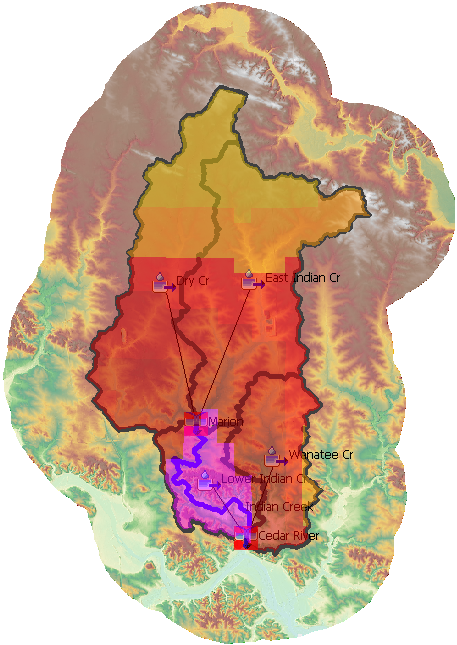 Dry Cr
East Indian Cr
Marion
Wanatee Cr
Lower Indian Cr
Indian Creek
Cedar River